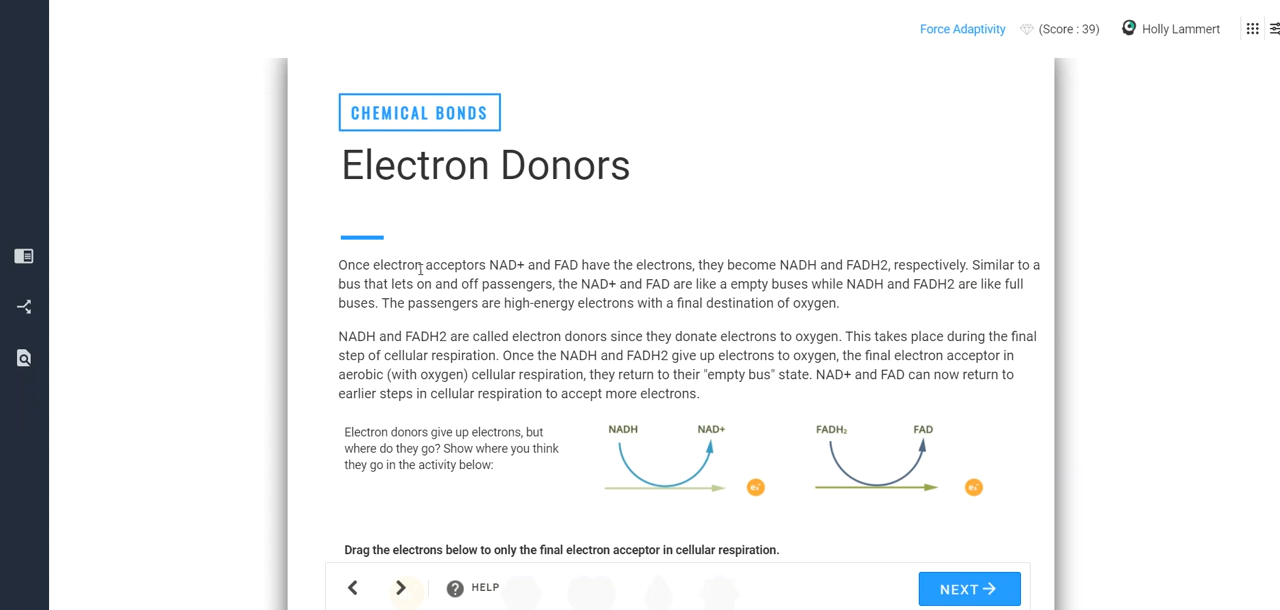 Force Adaptivity (Score : 39) Holly Lammert
CHEMICAL BONDS
Electron Donors
Once electron acceptors NAD+ and FAD have the electrons, they become NADH and FADH2, respectively. Similar to a
bus that lets on and off passengers, the NAD+ and FAD are like a empty buses while NADH and FADH2 are like full
buses. The passengers are high-energy electrons with a final destination of oxygen.
NADH and FADH2 are called electron donors since they donate electrons to oxygen. This takes place during the final
step of cellular respiration. Once the NADH and FADH2 give up electrons to oxygen, the final electron acceptor in
aerobic (with oxygen) cellular respiration, they return to their "empty bus" state. NAD+ and FAD can now return to
earlier steps in cellular respiration to accept more electrons.
Electron donors give up electrons, but
where do they go? Show where you think
they go in the activity below:
NADH NAD+ FADH₂ FAD
Drag the electrons below to only the final electron acceptor in cellular respiration.
? HELP NEXT